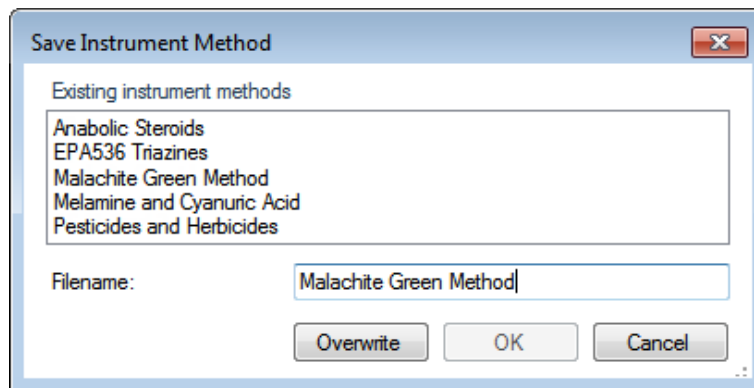 Save Instrument Method
Existing instrument methods
Anabolic Steroids
EPA536 Triazines
Malachite Green Method
Melamine and Cyanuric Acid
Pesticides and Herbicides
Filename: Malachite Green Method
Overwrite OK Cancel